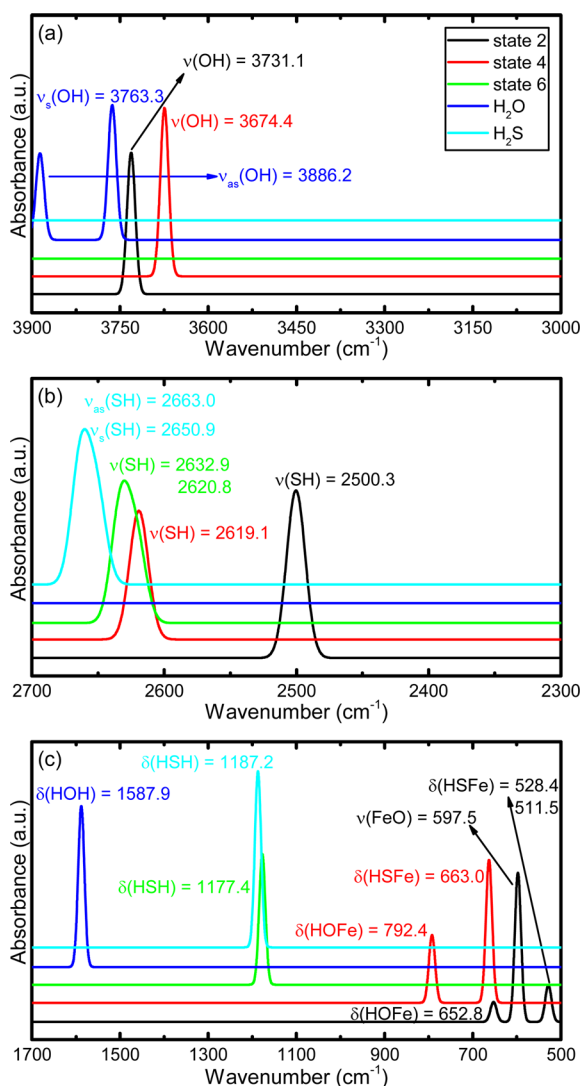 (a)
ν(OH) = 3731.1
νs(OH) = 3763.3
ν(OH) = 3674.4
νas(OH) = 3886.2
state 2
state 4
state 6
H2O
H2S
Absorbance (a.u.)
3900 3750 3600 3450 3300 3150 3000
Wavenumber (cm-1)
(b)
νas(SH) = 2663.0
νs(SH) = 2650.9
ν(SH) = 2632.9
2620.8
ν(SH) = 2500.3
ν(SH) = 2619.1
Absorbance (a.u.)
2700 2600 2500 2400 2300
Wavenumber (cm-1)
(c)
δ(HSH) = 1187.2
δ(HSFe) = 528.4
511.5
δ(HOH) = 1587.9
ν(FeO) = 597.5
δ(HSH) = 1177.4
δ(HSFe) = 663.0
δ(HOFe) = 792.4
δ(HOFe) = 652.8
Absorbance (a.u.)
1700 1500 1300 1100 900 700 500
Wavenumber (cm-1)